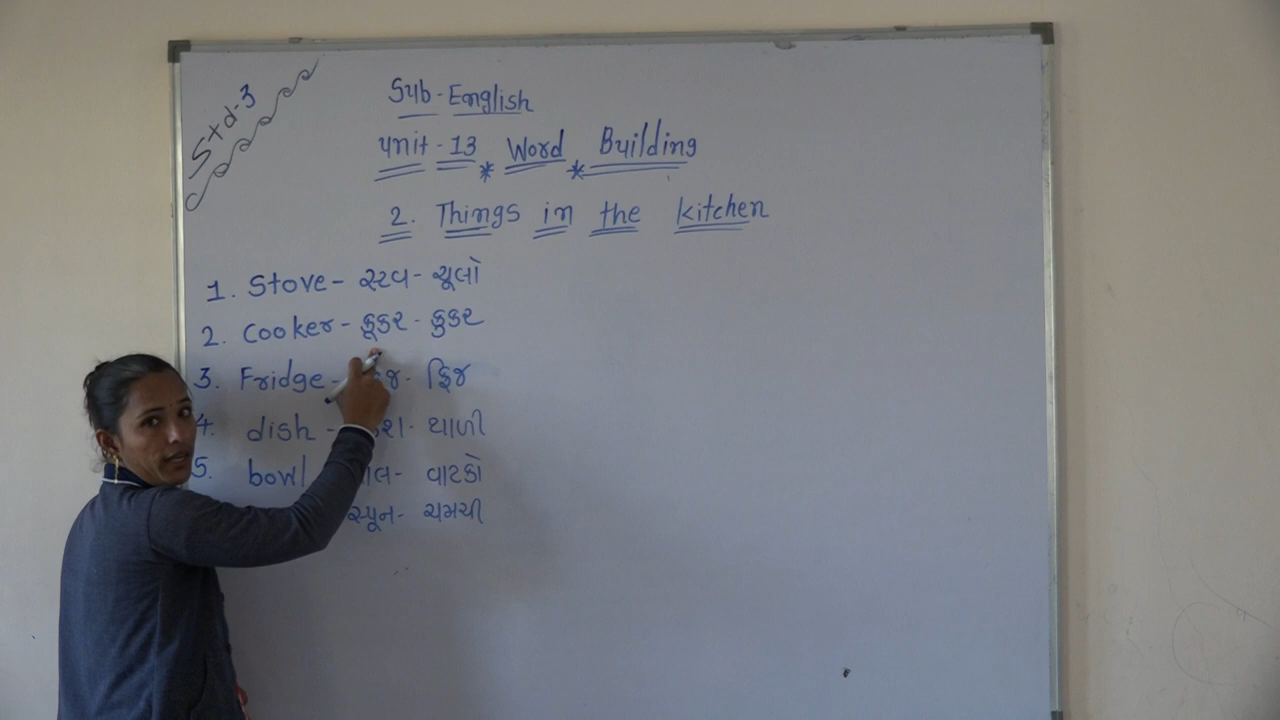 Std-3
Sub-English
Unit-13 * Word * Building
2. Things in the kitchen
1. Stove - સ્ટવ - ચૂલો
2. Cooker - કૂકર - કુકર
3. Fridge - ફ્રિજ
4. dish - થાળી
5. bowl - વાટકો
સ્પૂન - ચમચી